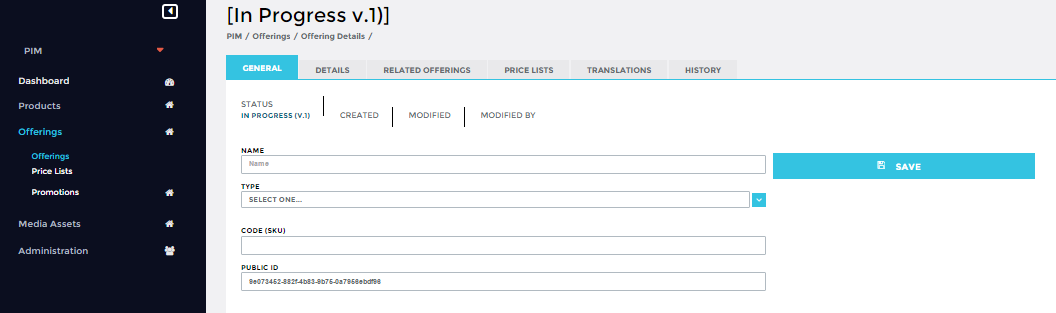 [In Progress v.1)]
PIM / Offerings / Offering Details /
PIM
Dashboard
Products
Offerings
Offerings
Price Lists
Promotions
Media Assets
Administration
GENERAL DETAILS RELATED OFFERINGS PRICE LISTS TRANSLATIONS HISTORY
STATUS
IN PROGRESS (V.1)
CREATED MODIFIED MODIFIED BY
NAME
Name
SAVE
TYPE
SELECT ONE...
CODE (SKU)
PUBLIC ID
9e073452-882f-4b83-9b75-0a7956ebdf98